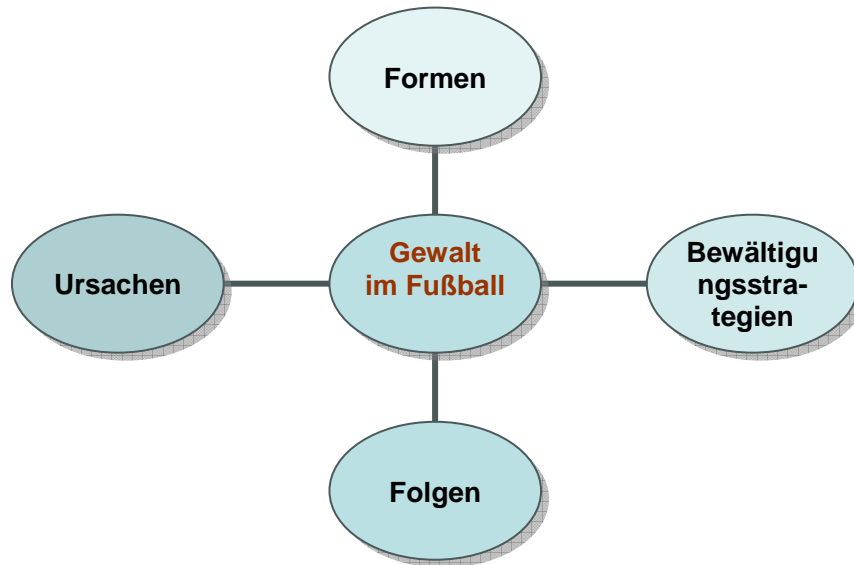 Formen
Ursachen
Gewalt
im Fußball
Bewältigu
ngsstra-
tegien
Folgen